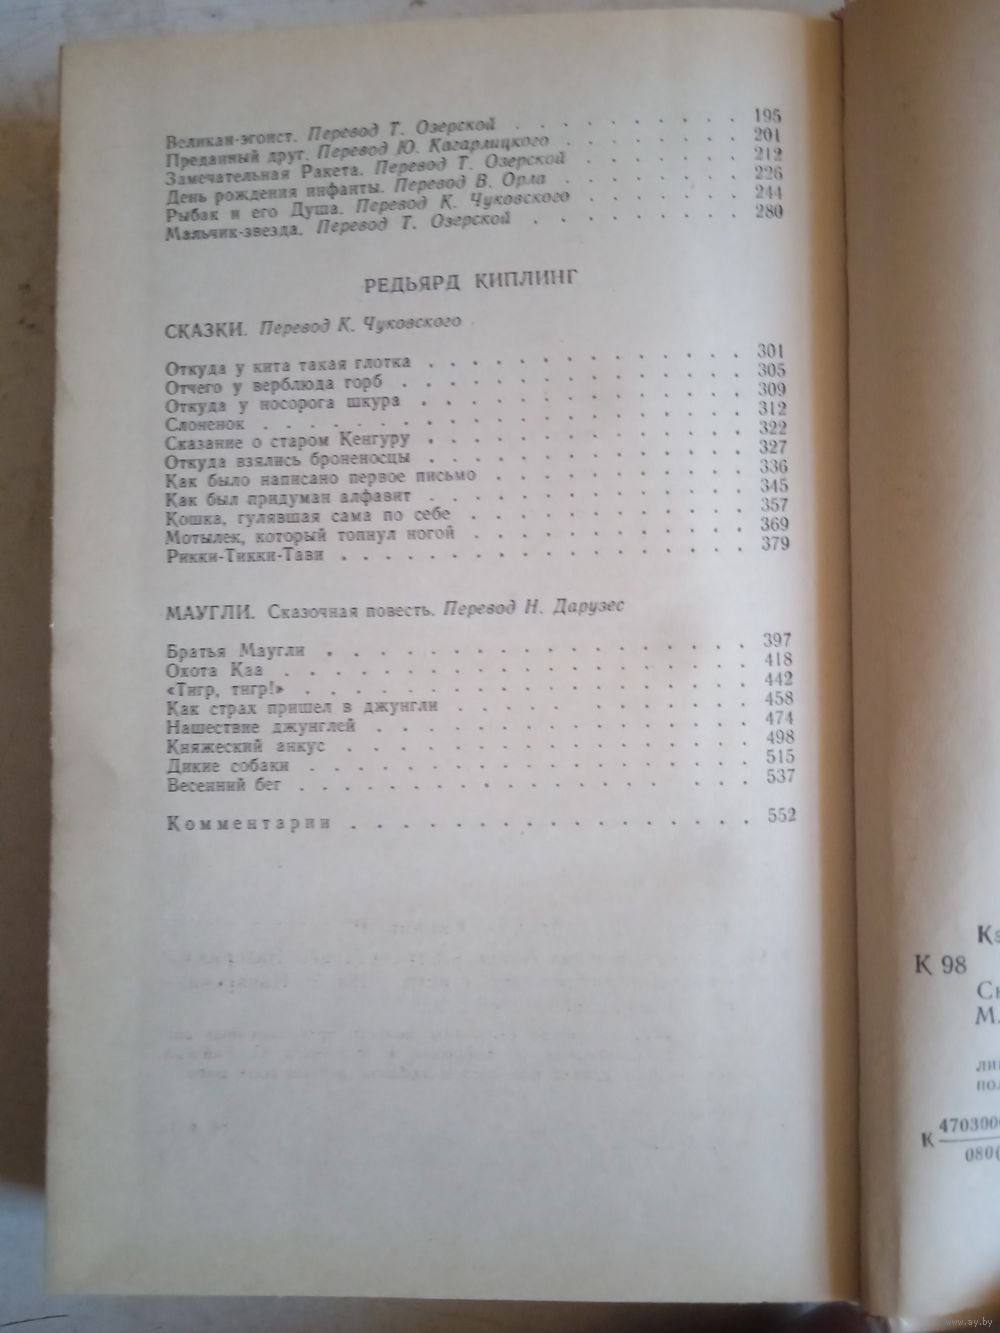 Великан-эгоист. Перевод Т. Озерской . . . . . . . . . 195
Преданный друг. Перевод Ю. Кагарлицкого . . . . . . . 201
Замечательная Ракета. Перевод Т. Озерской . . . . . . . 212
День рождения инфанты. Перевод В. Орла . . . . . . . 226
Рыбак и его Душа. Перевод К. Чуковского . . . . . . 244
Мальчик-звезда. Перевод Т. Озерской . . . . . . . . 280
РЕДЬЯРД КИПЛИНГ
СКАЗКИ. Перевод К. Чуковского
Откуда у кита такая глотка . . . . . . . . . . . . . 301
Отчего у верблюда горб . . . . . . . . . . . . . . 305
Откуда у носорога шкура . . . . . . . . . . . . . 309
Слоненок . . . . . . . . . . . . . . . . . . . 312
Сказание о старом Кенгуру . . . . . . . . . . . . . 322
Откуда взялись броненосцы . . . . . . . . . . . . . 327
Как было написано первое письмо . . . . . . . . . . 336
Как был придуман алфавит . . . . . . . . . . . . . 345
Кошка, гулявшая сама по себе . . . . . . . . . . . 357
Мотылек, который топнул ногой . . . . . . . . . . . 369
Рикки-Тикки-Тави . . . . . . . . . . . . . . . . 379
МАУГЛИ. Сказочная повесть. Перевод Н. Дарузес
Братья Маугли . . . . . . . . . . . . . . . . . 397
Охота Каа . . . . . . . . . . . . . . . . . . . 418
«Тигр, тигр!» . . . . . . . . . . . . . . . . . . 442
Как страх пришел в джунгли . . . . . . . . . . . . 458
Нашествие джунглей . . . . . . . . . . . . . . . 474
Княжеский анкус . . . . . . . . . . . . . . . . 498
Дикие собаки . . . . . . . . . . . . . . . . . . 515
Весенний бег . . . . . . . . . . . . . . . . . 537
Комментарии . . . . . . . . . . . . . . . . 552
К 98
К 
www.ay.by